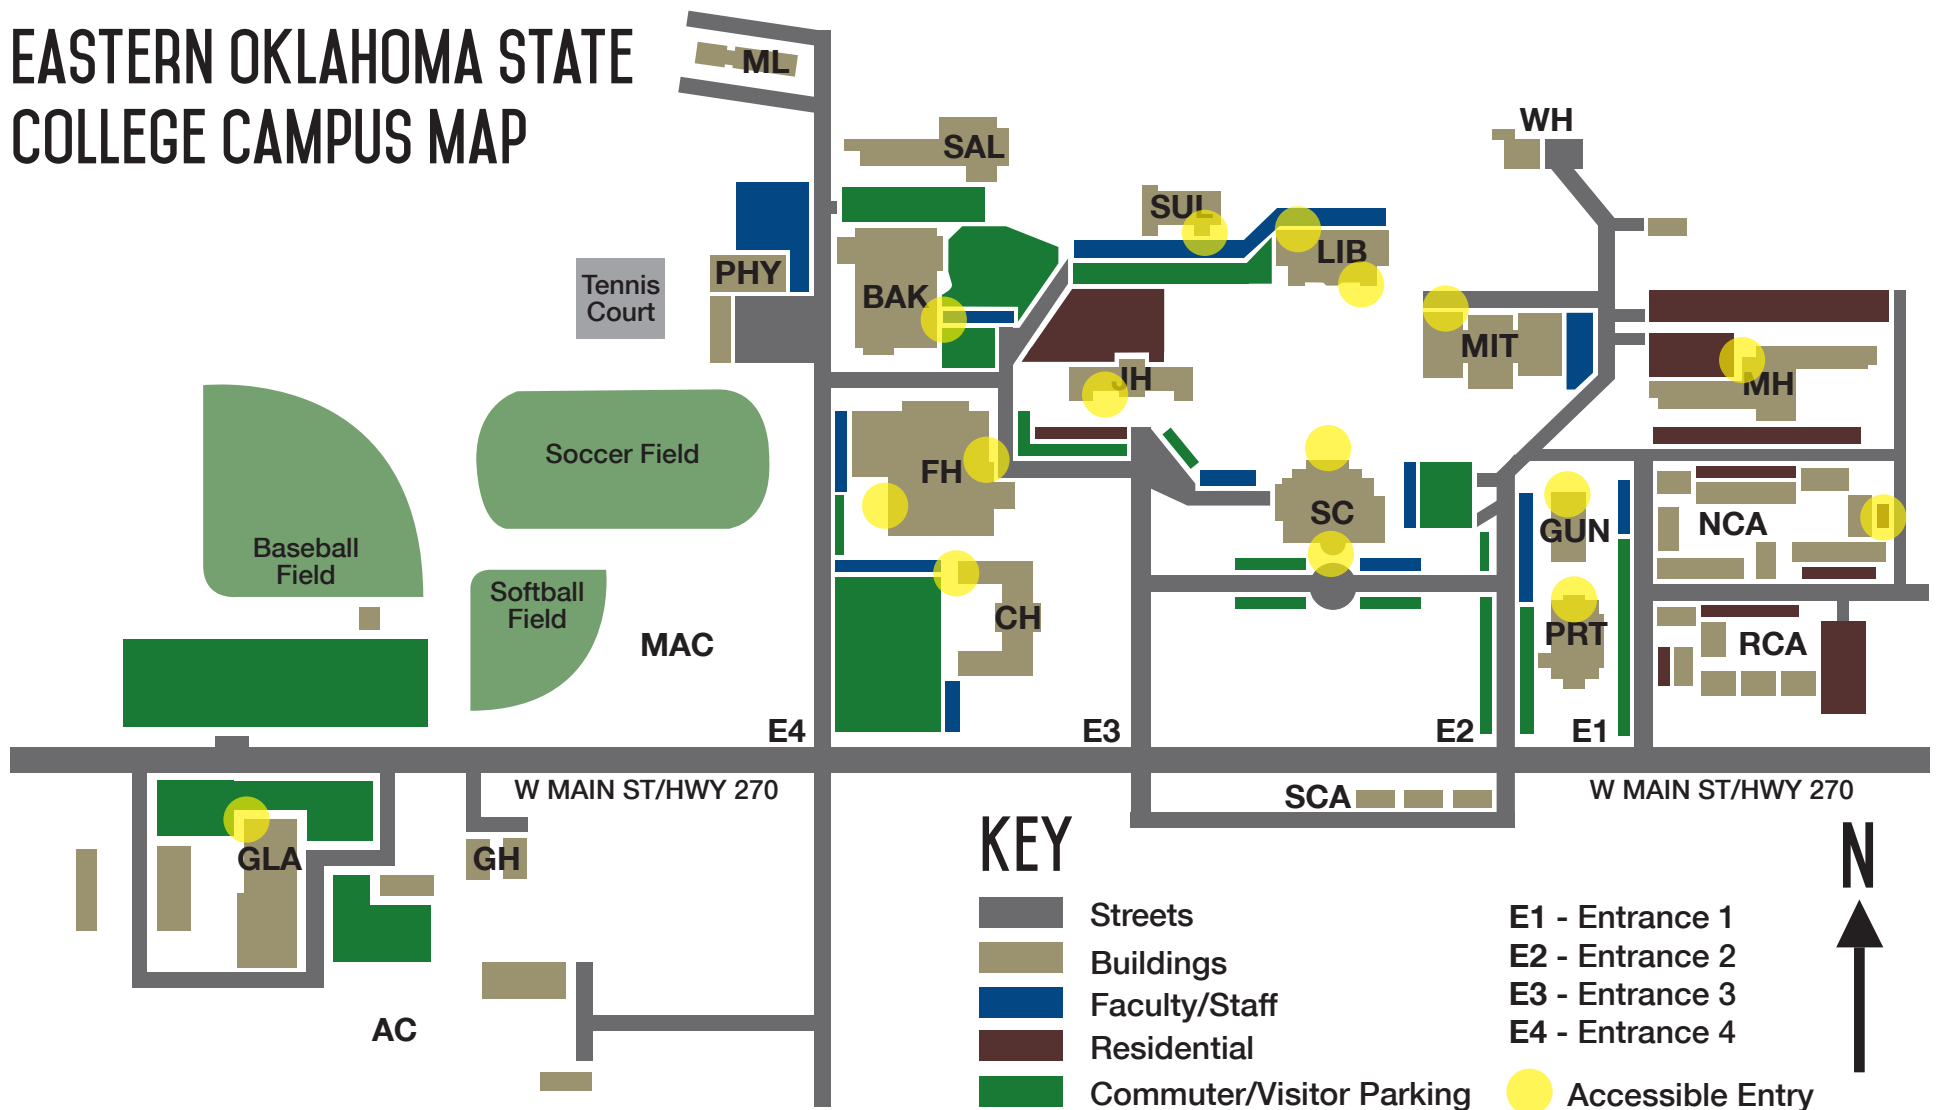 EASTERN OKLAHOMA STATE
COLLEGE CAMPUS MAP
ML
WH
SAL
SUL
LIB
PHY
Tennis
Court
BAK
MIT
JH
MH
Soccer Field
FH
SC
GUN
NCA
Baseball
Field
Softball
Field
MAC
CH
PRT
RCA
E4
E3
E2
E1
W MAIN ST/HWY 270
W MAIN ST/HWY 270
SCA
GLA
GH
AC
KEY
Streets
Buildings
Faculty/Staff
Residential
Commuter/Visitor Parking
E1 - Entrance 1
E2 - Entrance 2
E3 - Entrance 3
E4 - Entrance 4
Accessible Entry
N